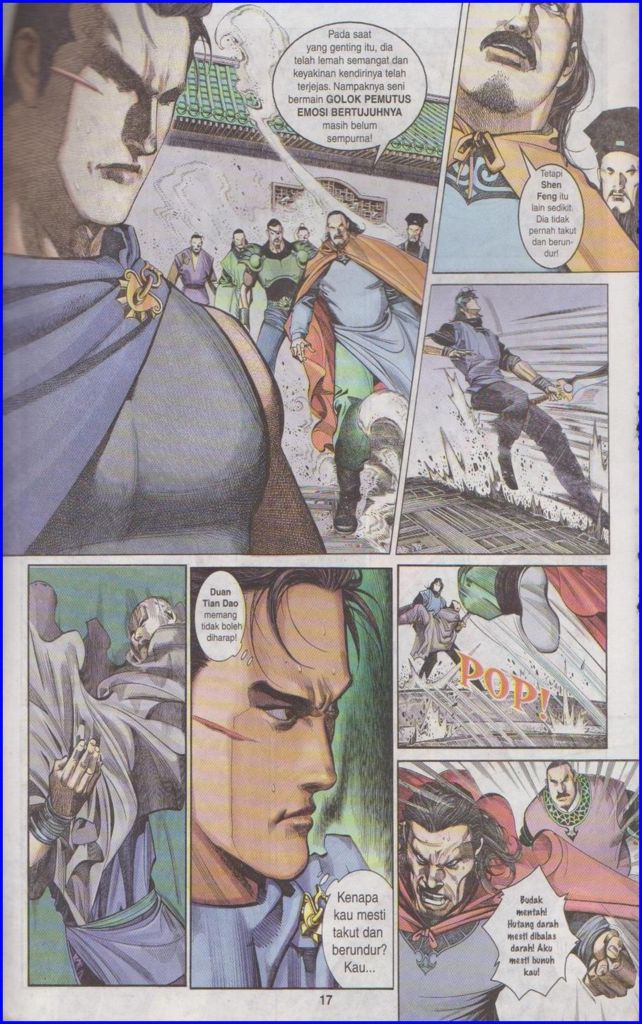 Pada saat
yang genting itu, dia
telah lemah semangat dan
keyakinan kendirinya telah
terjejas. Nampaknya seni
bermain GOLOK PEMUTUS
EMOSI BERTUJUHNYA
masih belum
sempurna!
Tetapi
Shen
Feng itu
lain sedikit.
Dia tidak
pernah takut
dan berun-
dur!
Duan
Tian Dao
memang
tidak boleh
diharap!
Kenapa
kau mesti
takut dan
berundur?
Kau...
POP!
Budak
mentah!
Hutang darah
mesti dibalas
darah! Aku
mesti bunuh
kau!
17